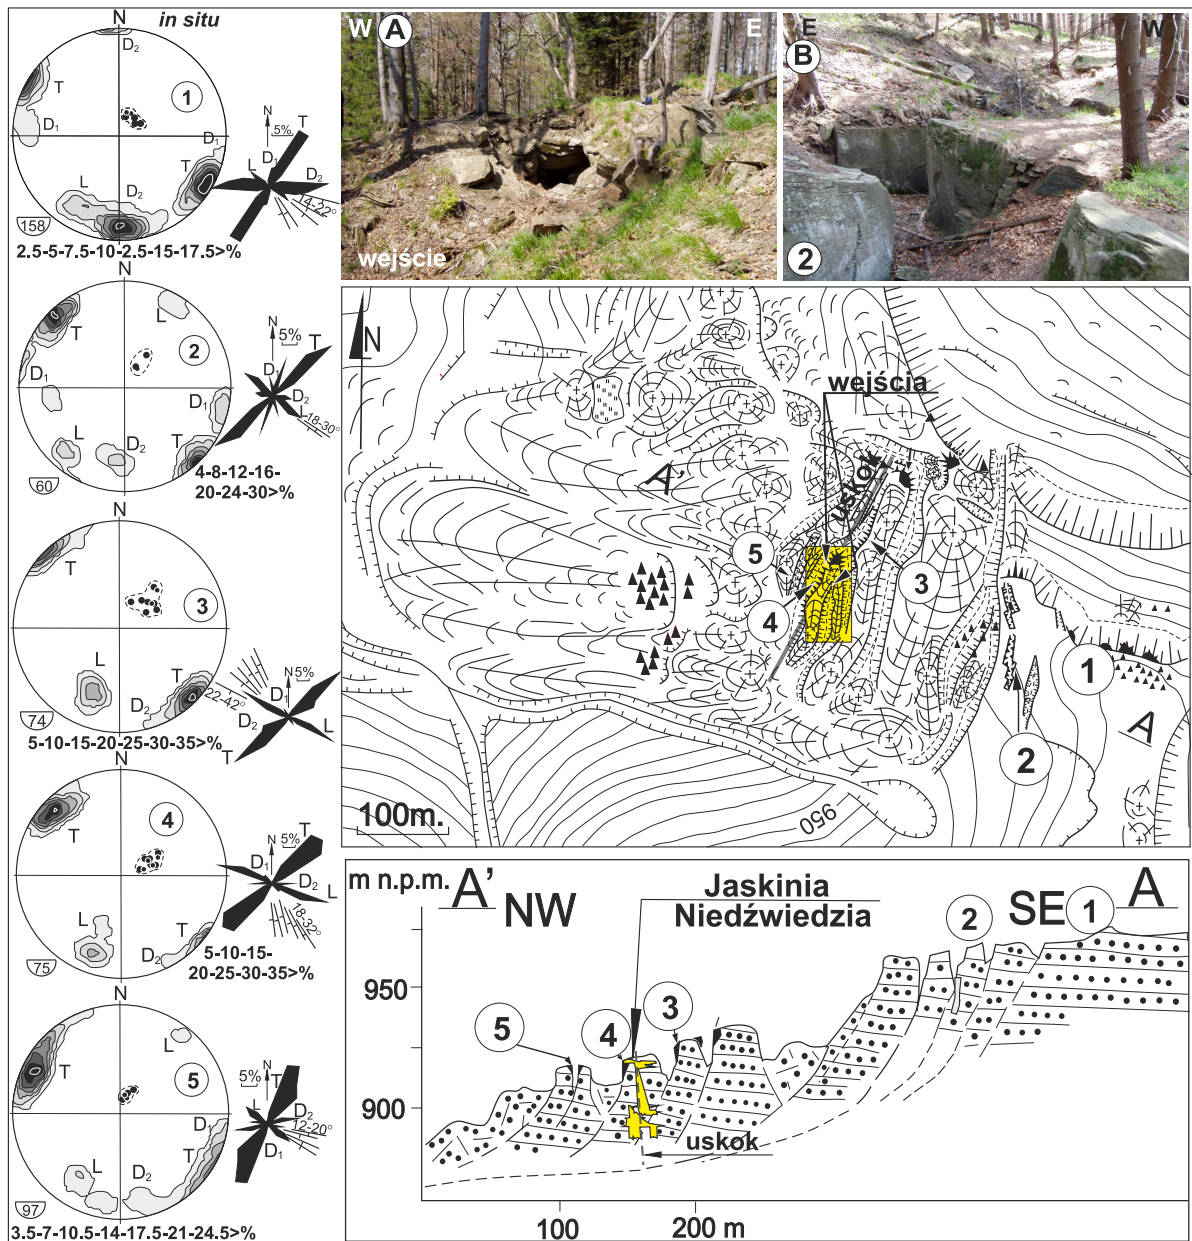 in situ
N
D₂
T
1
D₁
L
D₂
T
D₁
158
2.5-5-7.5-10-2.5-15-17.5>%
5%
T
D₁
L
D₂
14-22°
N
L
T
2
D₁
D₁
L
D₂
T
60
4-8-12-16-
20-24-30>%
N
5%
T
D₁
D₂
L
18-30°
N
T
3
L
D₂
T
74
5-10-15-20-25-30-35>%
22-42°
N
5%
D₁
D₂
L
T
N
4
T
L
D₂
T
75
5-10-15-
20-25-30-35>%
N
T
5%
D₁
D₂
L
18-32°
N
L
T
5
D₁
T
L
D₂
97
3.5-7-10.5-14-17.5-21-24.5>%
5%
N
T
L
D₂
12-20°
D₁
W A E
wejście
E W
B
2
N
wejścia
A'
uskok
5
3
4
1
A
2
100m.
950
m n.p.m.
A'
NW
Jaskinia
Niedźwiedzia
SE
1
A
2
950
5
4
3
900
uskok
100
200 m